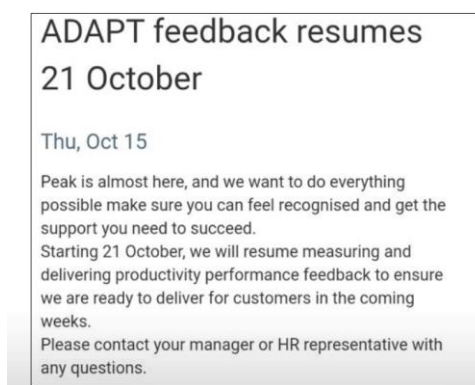 ADAPT feedback resumes
21 October
Thu, Oct 15
Peak is almost here, and we want to do everything
possible make sure you can feel recognised and get the
support you need to succeed.
Starting 21 October, we will resume measuring and
delivering productivity performance feedback to ensure
we are ready to deliver for customers in the coming
weeks.
Please contact your manager or HR representative with
any questions.